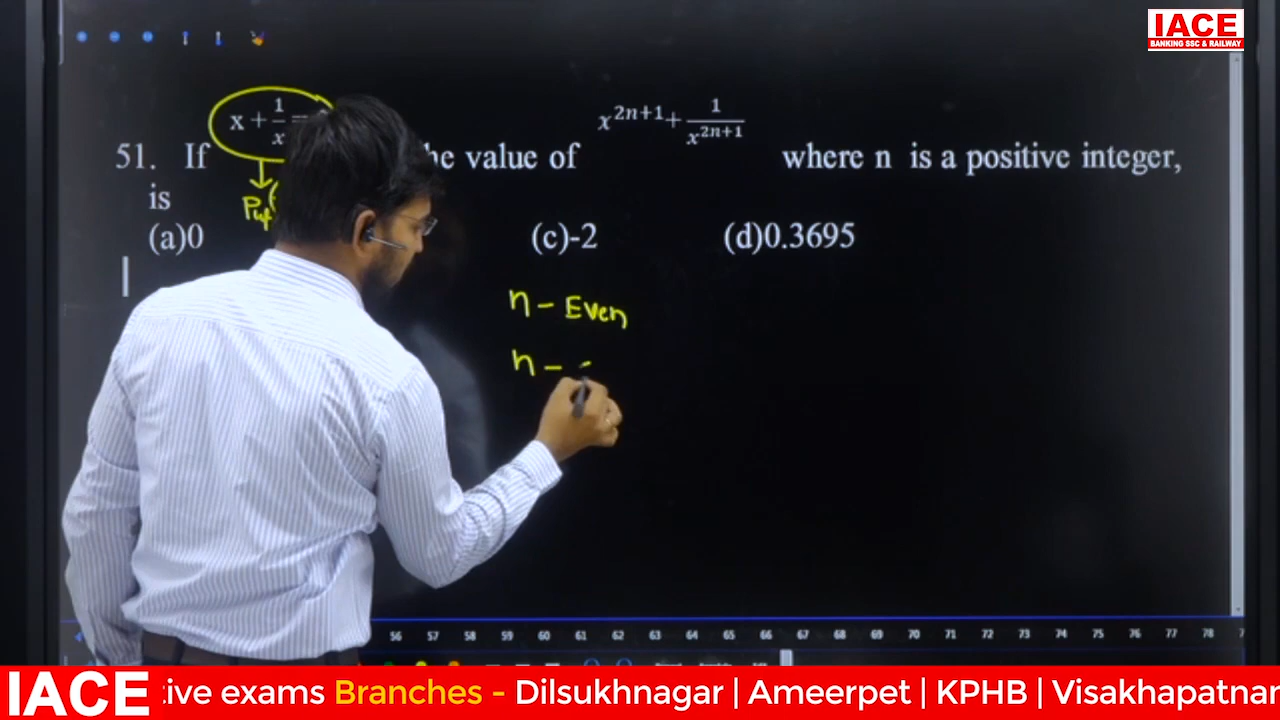 IACE
BANKING SSC & RAILWAY
51. If x + 1/x = he value of x^{2n+1} + 1/x^{2n+1} where n is a positive integer,
is
Put
(a)0 (c)-2 (d)0.3695
n - Even
n -
56 57 58 59 60 61 62 63 64 65 66 67 68 69 70 71 72 73 74 75 76 77 78
IACE tive exams Branches - Dilsukhnagar | Ameerpet | KPHB | Visakhapatnar